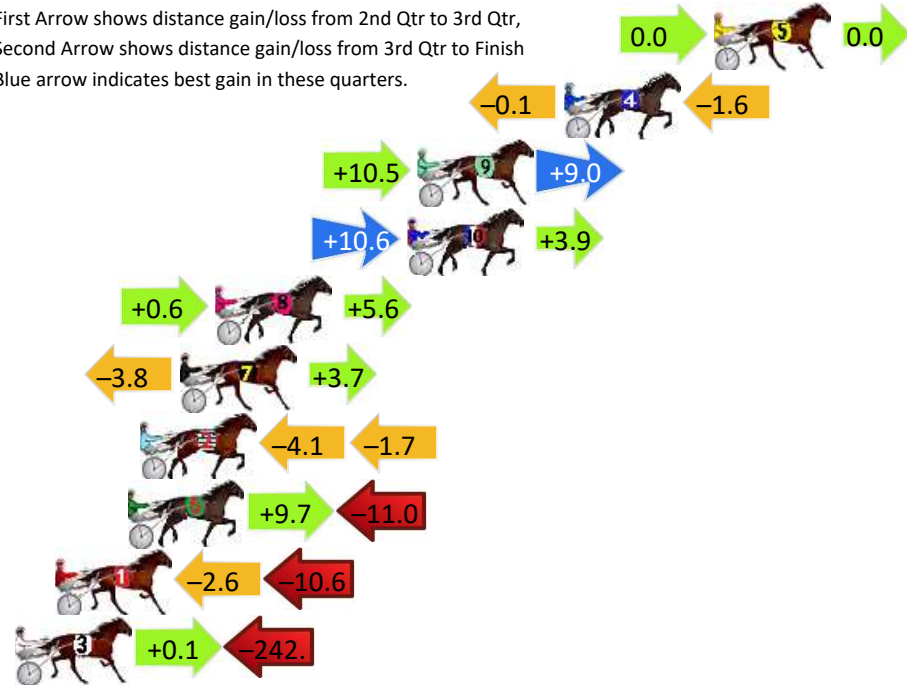 First Arrow shows distance gain/loss from 2nd Qtr to 3rd Qtr,
Second Arrow shows distance gain/loss from 3rd Qtr to Finish
Blue arrow indicates best gain in these quarters.
0.0 5 0.0
–0.1 4 –1.6
+10.5 9 +9.0
+10.6 10 +3.9
+0.6 8 +5.6
–3.8 7 +3.7
2 –4.1 –1.7
6 +9.7 –11.0
1 –2.6 –10.6
3 +0.1 –242.